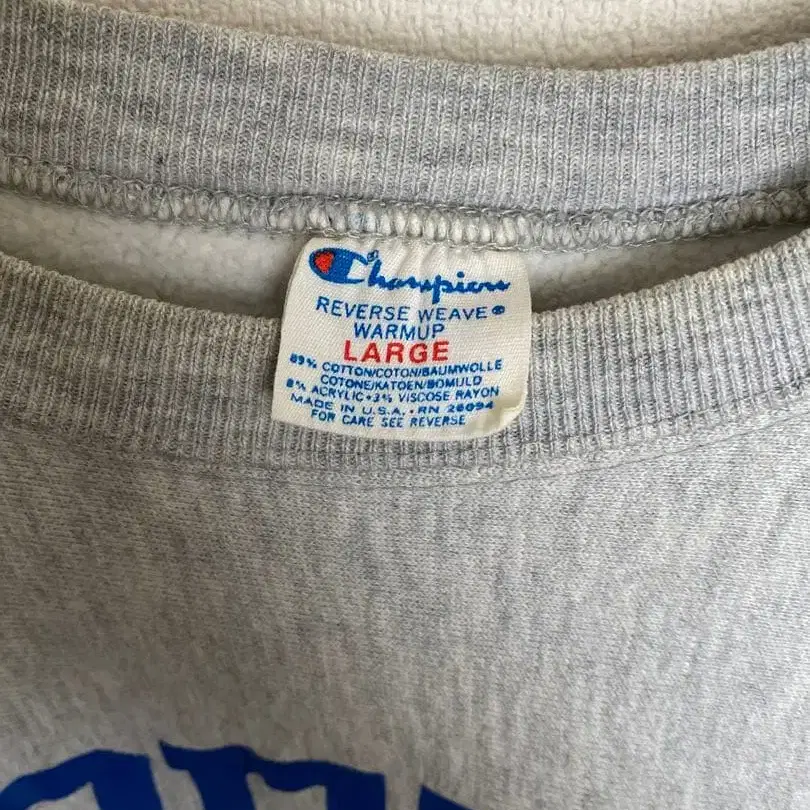 Champion®
REVERSE WEAVE®
WARMUP
LARGE
89% COTTON/COTON/BAUMWOLLE
COTONE/KATOEN/BOMULD
8% ACRYLIC • 3% VISCOSE RAYON
MADE IN U.S.A. • RN 26094
FOR CARE SEE REVERSE